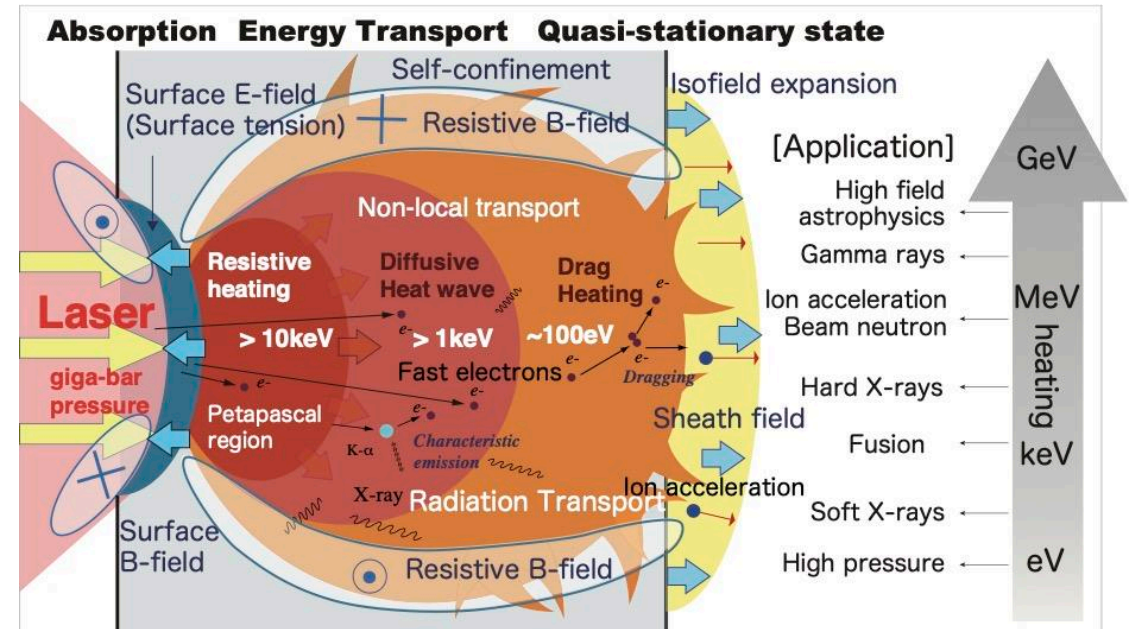 Absorption Energy Transport Quasi-stationary state
Self-confinement
Isofield expansion
Surface E-field
(Surface tension)
Resistive B-field
[Application]
GeV
High field
astrophysics
Non-local transport
Gamma rays
Resistive
heating
Diffusive
Heat wave
Drag
Heating
e-
Ion acceleration
Beam neutron
MeV
Laser
> 10keV
e-
> 1keV
~100eV
e-
e-
Fast electrons
Dragging
heating
giga-bar
pressure
e-
e-
Hard X-rays
Petapascal
region
e-
Sheath field
Fusion
keV
K-α
Characteristic
emission
X-ray
Radiation Transport
Ion acceleration
Soft X-rays
Surface
B-field
Resistive B-field
High pressure
eV